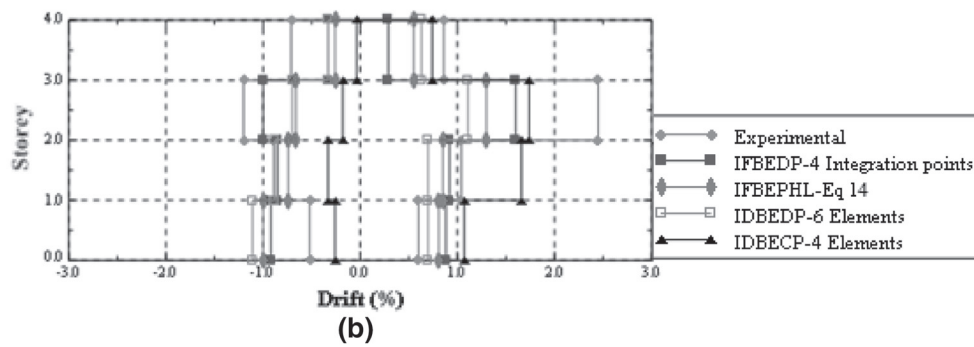 4.0
3.0
2.0
1.0
0.0
Storey
-3.0 -2.0 -1.0 0.0 1.0 2.0 3.0
Drift (%)
Experimental
IFBEDP-4 Integration points
IFBEPHL-Eq 14
IDBEDP-6 Elements
IDBECP-4 Elements
(b)